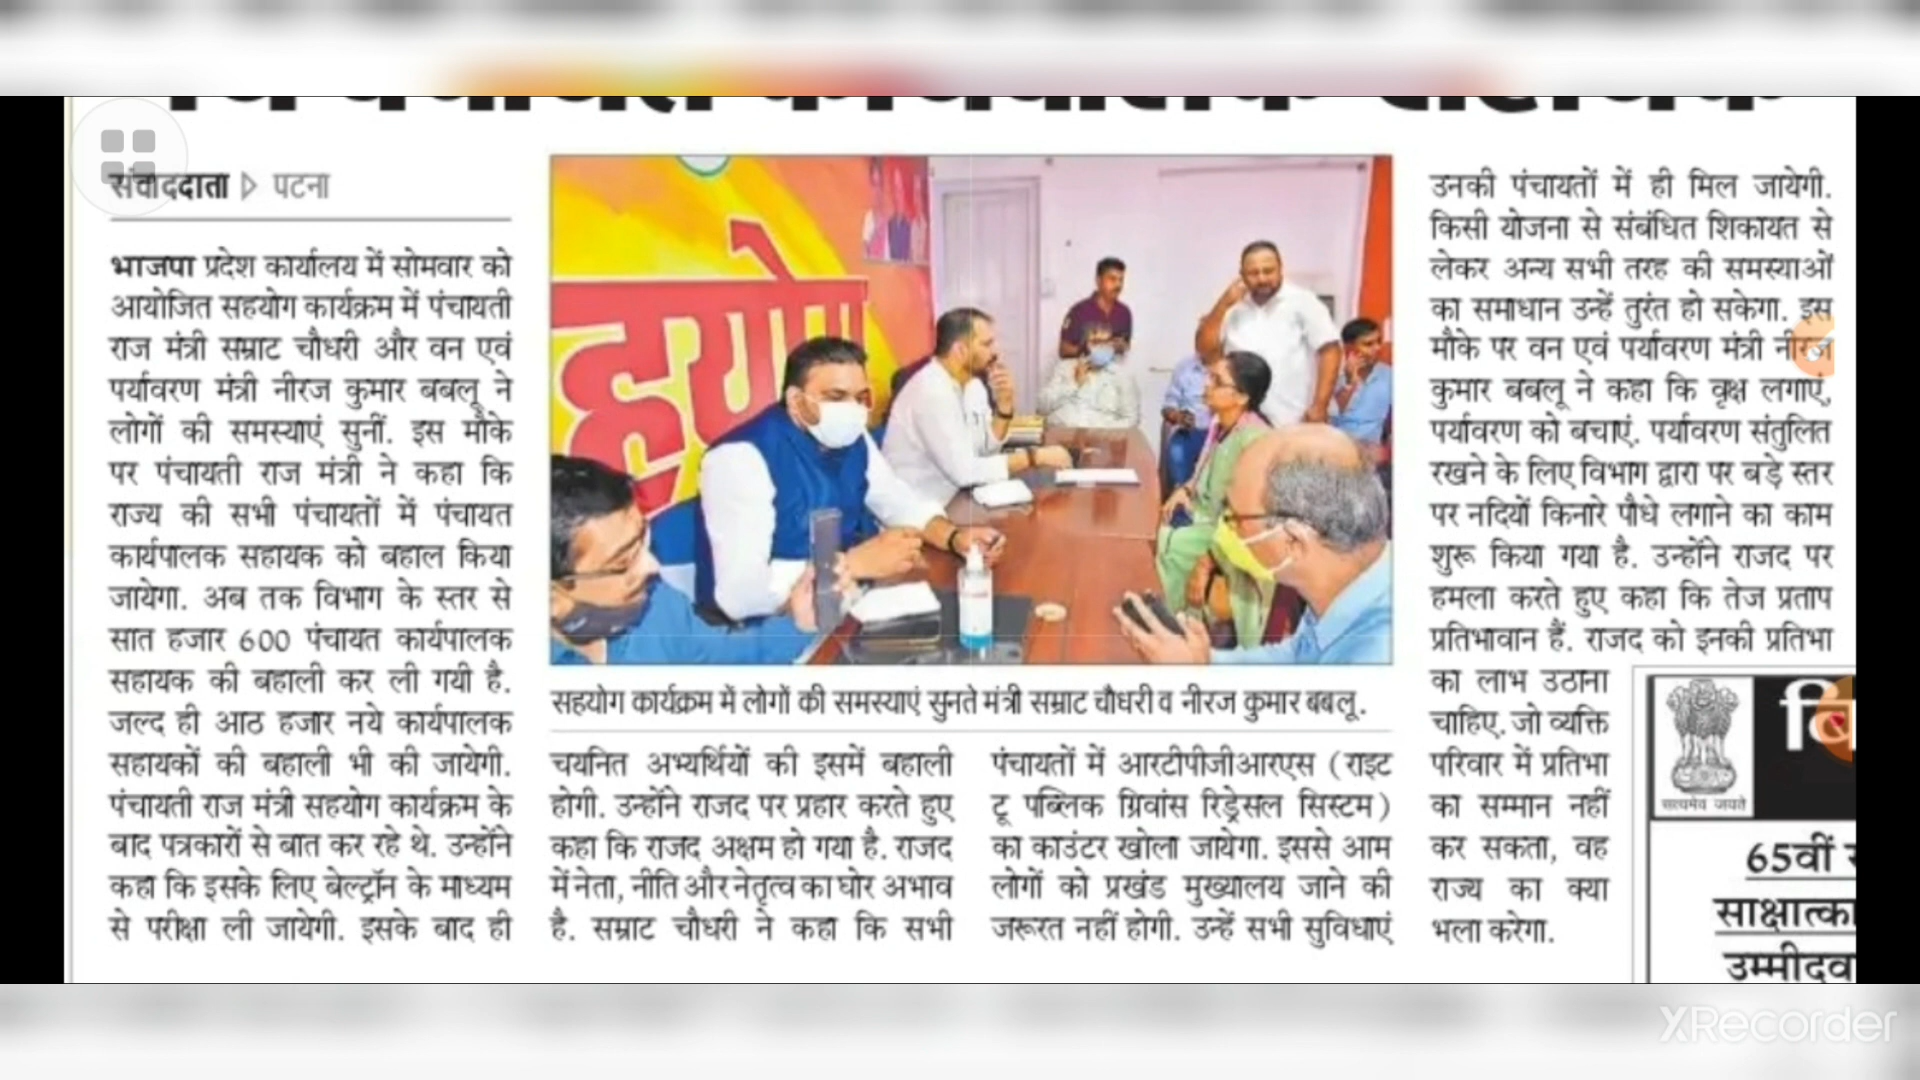 संवाददाता ▷ पटना
भाजपा प्रदेश कार्यालय में सोमवार को
आयोजित सहयोग कार्यक्रम में पंचायती
राज मंत्री सम्राट चौधरी और वन एवं
पर्यावरण मंत्री नीरज कुमार बबलू ने
लोगों की समस्याएं सुनीं. इस मौके
पर पंचायती राज मंत्री ने कहा कि
राज्य की सभी पंचायतों में पंचायत
कार्यपालक सहायक को बहाल किया
जायेगा. अब तक विभाग के स्तर से
सात हजार 600 पंचायत कार्यपालक
सहायक की बहाली कर ली गयी है.
जल्द ही आठ हजार नये कार्यपालक
सहायकों की बहाली भी की जायेगी.
पंचायती राज मंत्री सहयोग कार्यक्रम के
बाद पत्रकारों से बात कर रहे थे. उन्होंने
कहा कि इसके लिए बेल्ट्रॉन के माध्यम
से परीक्षा ली जायेगी. इसके बाद ही
सहयोग कार्यक्रम में लोगों की समस्याएं सुनते मंत्री सम्राट चौधरी व नीरज कुमार बबलू.
चयनित अभ्यर्थियों की इसमें बहाली
होगी. उन्होंने राजद पर प्रहार करते हुए
कहा कि राजद अक्षम हो गया है. राजद
में नेता, नीति और नेतृत्व का घोर अभाव
है. सम्राट चौधरी ने कहा कि सभी
पंचायतों में आरटीपीजीआरएस (राइट
टू पब्लिक ग्रिवांस रिड्रेसल सिस्टम)
का काउंटर खोला जायेगा. इससे आम
लोगों को प्रखंड मुख्यालय जाने की
जरूरत नहीं होगी. उन्हें सभी सुविधाएं
उनकी पंचायतों में ही मिल जायेगी.
किसी योजना से संबंधित शिकायत से
लेकर अन्य सभी तरह की समस्याओं
का समाधान उन्हें तुरंत हो सकेगा. इस
मौके पर वन एवं पर्यावरण मंत्री नीरज
कुमार बबलू ने कहा कि वृक्ष लगाएं,
पर्यावरण को बचाएं. पर्यावरण संतुलित
रखने के लिए विभाग द्वारा पर बड़े स्तर
पर नदियों किनारे पौधे लगाने का काम
शुरू किया गया है. उन्होंने राजद पर
हमला करते हुए कहा कि तेज प्रताप
प्रतिभावान हैं. राजद को इनकी प्रतिभा
का लाभ उठाना
चाहिए. जो व्यक्ति
परिवार में प्रतिभा
का सम्मान नहीं
कर सकता, वह
राज्य का क्या
भला करेगा.
सत्यमेव जयते
65वीं
XRecorder